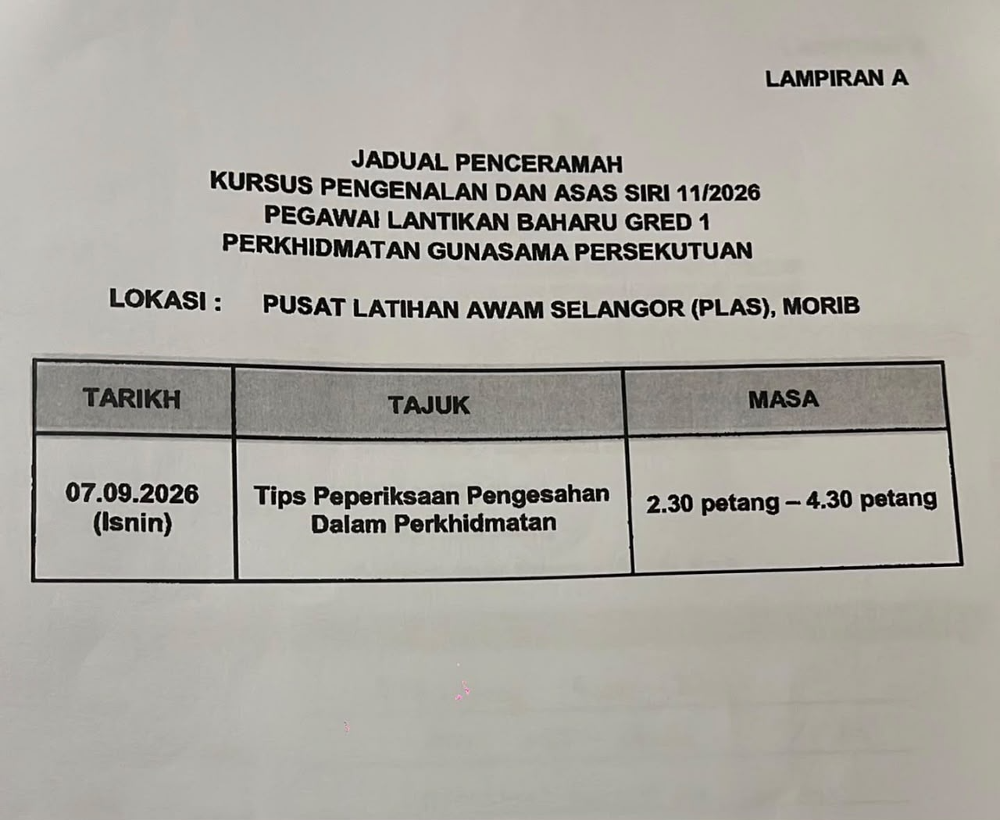 LAMPIRAN A
JADUAL PENCERAMAH
KURSUS PENGENALAN DAN ASAS SIRI 11/2026
PEGAWAI LANTIKAN BAHARU GRED 1
PERKHIDMATAN GUNASAMA PERSEKUTUAN
LOKASI : PUSAT LATIHAN AWAM SELANGOR (PLAS), MORIB
TARIKH TAJUK MASA
07.09.2026 Tips Peperiksaan Pengesahan 2.30 petang – 4.30 petang
(Isnin) Dalam Perkhidmatan